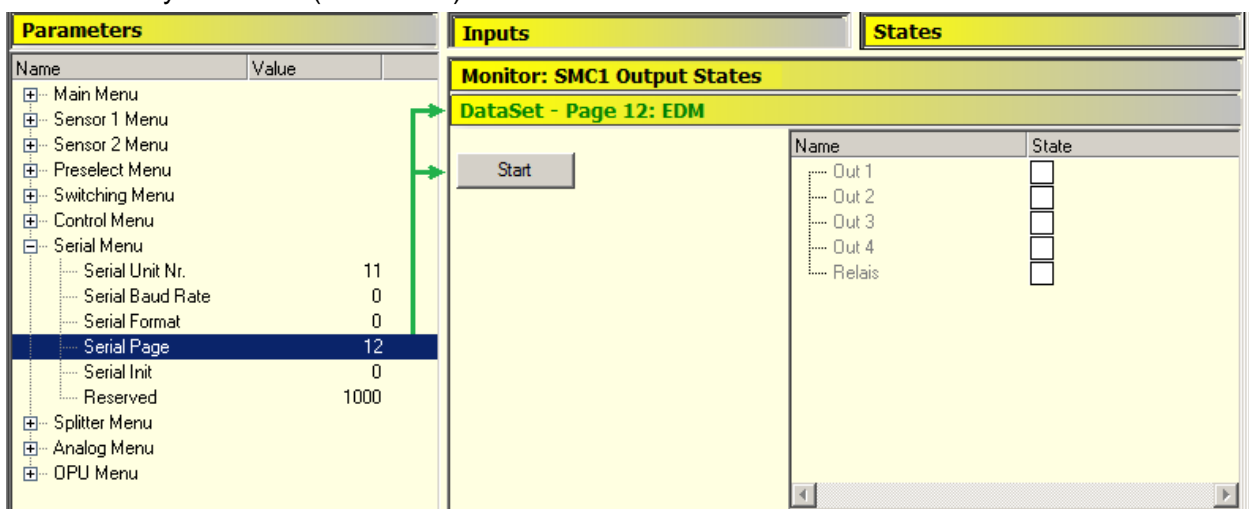 Parameters
Name Value
Main Menu
Sensor 1 Menu
Sensor 2 Menu
Preselect Menu
Switching Menu
Control Menu
Serial Menu
Serial Unit Nr. 11
Serial Baud Rate 0
Serial Format 0
Serial Page 12
Serial Init 0
Reserved 1000
Splitter Menu
Analog Menu
OPU Menu
Inputs States
Monitor: SMC1 Output States
DataSet - Page 12: EDM
Start
Name State
Out 1
Out 2
Out 3
Out 4
Relais